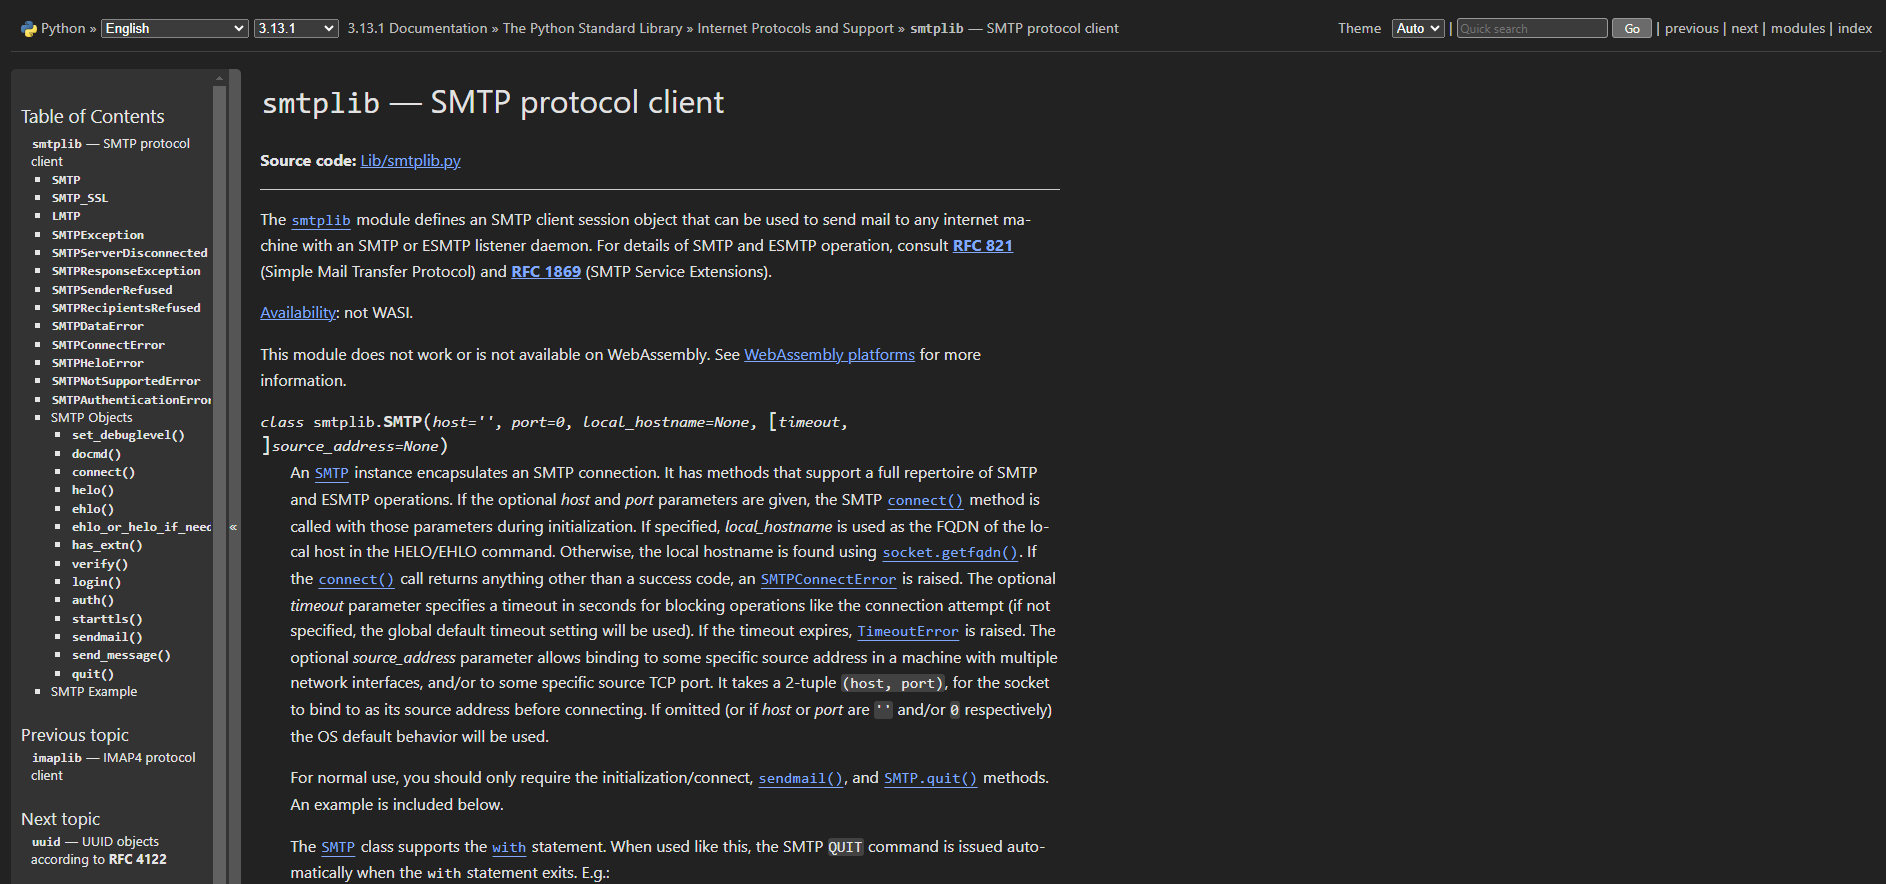 Python » English 3.13.1 3.13.1 Documentation » The Python Standard Library » Internet Protocols and Support » smtplib — SMTP protocol client Theme Auto | Quick search Go | previous | next | modules | index
Table of Contents
smtplib — SMTP protocol
client
SMTP
SMTP_SSL
LMTP
SMTPException
SMTPServerDisconnected
SMTPResponseException
SMTPSenderRefused
SMTPRecipientsRefused
SMTPDataError
SMTPConnectError
SMTPHeloError
SMTPNotSupportedError
SMTPAuthenticationError
SMTP Objects
set_debuglevel()
docmd()
connect()
helo()
ehlo()
ehlo_or_helo_if_need
has_extn()
verify()
login()
auth()
starttls()
sendmail()
send_message()
quit()
SMTP Example
Previous topic
imaplib — IMAP4 protocol
client
Next topic
uuid — UUID objects
according to RFC 4122
«
smtplib — SMTP protocol client
Source code: Lib/smtplib.py
The smtplib module defines an SMTP client session object that can be used to send mail to any internet ma-
chine with an SMTP or ESMTP listener daemon. For details of SMTP and ESMTP operation, consult RFC 821
(Simple Mail Transfer Protocol) and RFC 1869 (SMTP Service Extensions).
Availability: not WASI.
This module does not work or is not available on WebAssembly. See WebAssembly platforms for more
information.
class smtplib.SMTP(host='', port=0, local_hostname=None, [timeout,
]source_address=None)
An SMTP instance encapsulates an SMTP connection. It has methods that support a full repertoire of SMTP
and ESMTP operations. If the optional host and port parameters are given, the SMTP connect() method is
called with those parameters during initialization. If specified, local_hostname is used as the FQDN of the lo-
cal host in the HELO/EHLO command. Otherwise, the local hostname is found using socket.getfqdn(). If
the connect() call returns anything other than a success code, an SMTPConnectError is raised. The optional
timeout parameter specifies a timeout in seconds for blocking operations like the connection attempt (if not
specified, the global default timeout setting will be used). If the timeout expires, TimeoutError is raised. The
optional source_address parameter allows binding to some specific source address in a machine with multiple
network interfaces, and/or to some specific source TCP port. It takes a 2-tuple (host, port), for the socket
to bind to as its source address before connecting. If omitted (or if host or port are '' and/or 0 respectively)
the OS default behavior will be used.
For normal use, you should only require the initialization/connect, sendmail(), and SMTP.quit() methods.
An example is included below.
The SMTP class supports the with statement. When used like this, the SMTP QUIT command is issued auto-
matically when the with statement exits. E.g.: